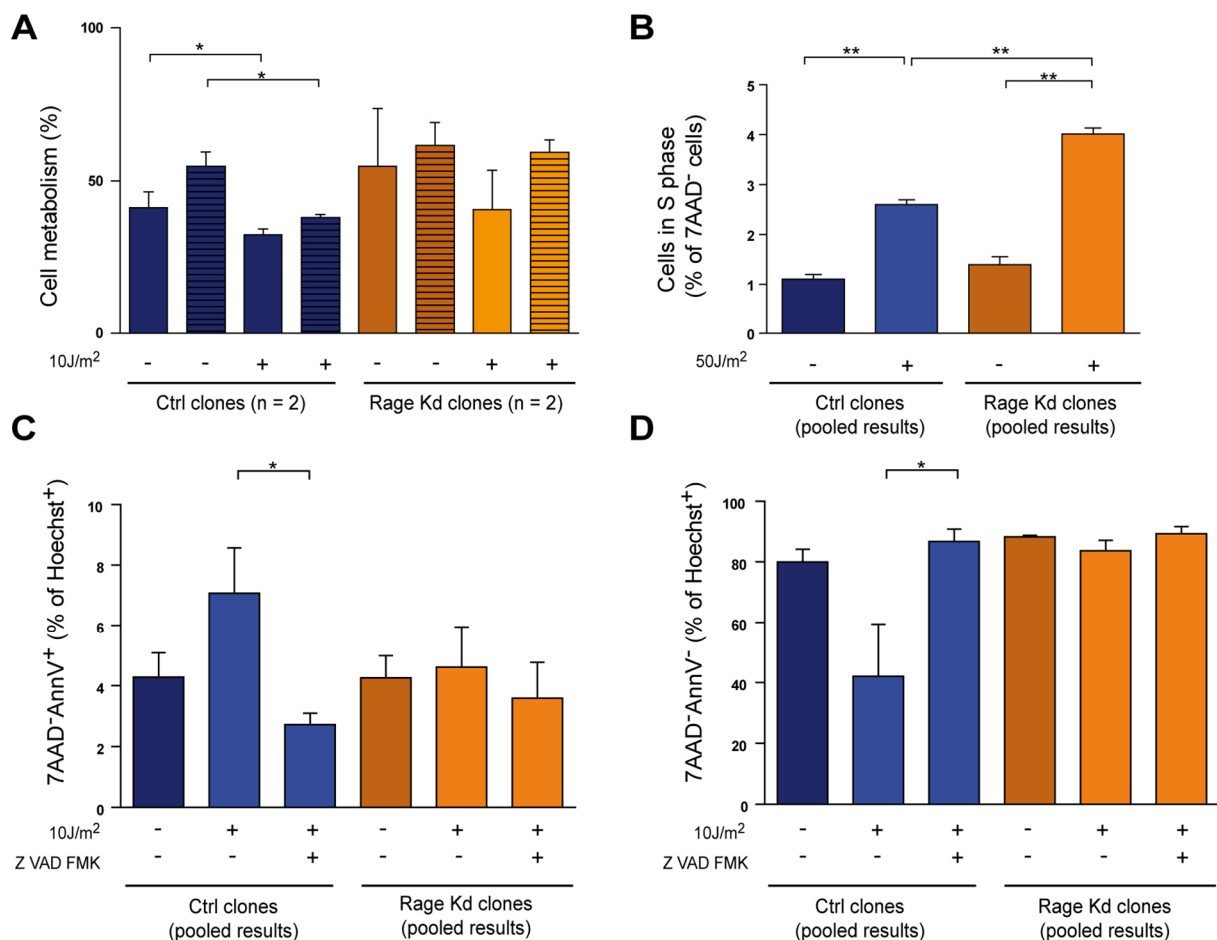 A
Cell metabolism (%)
100
50
0
*
*
10J/m²
- - + + - - + +
Ctrl clones (n = 2)
Rage Kd clones (n = 2)
B
Cells in S phase
(% of 7AAD⁻ cells)
5
4
3
2
1
0
**
**
**
50J/m²
- + - +
Ctrl clones
(pooled results)
Rage Kd clones
(pooled results)
C
7AAD⁻AnnV⁺ (% of Hoechst⁺)
10
8
6
4
2
0
*
10J/m²
- + + - + +
Z VAD FMK
- - + - - +
Ctrl clones
(pooled results)
Rage Kd clones
(pooled results)
D
7AAD⁻AnnV⁻ (% of Hoechst⁺)
100
80
60
40
20
0
*
10J/m²
- + + - + +
Z VAD FMK
- - + - - +
Ctrl clones
(pooled results)
Rage Kd clones
(pooled results)